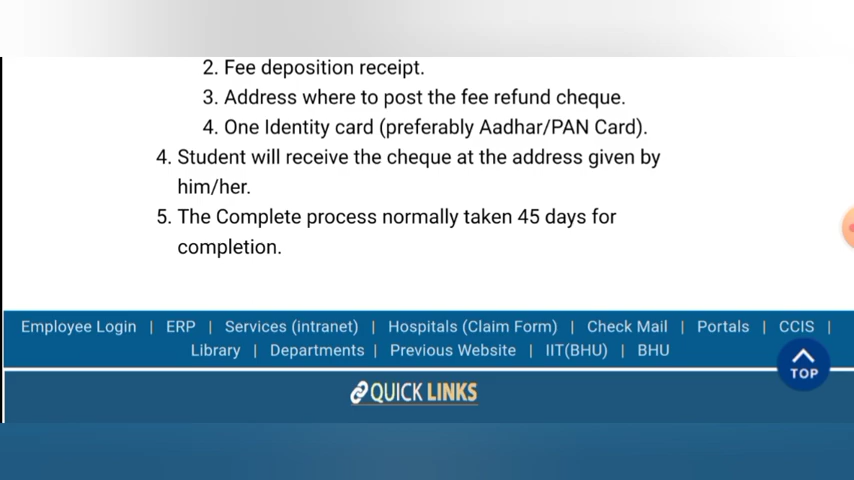 2. Fee deposition receipt.
3. Address where to post the fee refund cheque.
4. One Identity card (preferably Aadhar/PAN Card).
4. Student will receive the cheque at the address given by
him/her.
5. The Complete process normally taken 45 days for
completion.
Employee Login | ERP | Services (intranet) | Hospitals (Claim Form) | Check Mail | Portals | CCIS |
Library | Departments | Previous Website | IIT(BHU) | BHU
TOP
QUICK LINKS